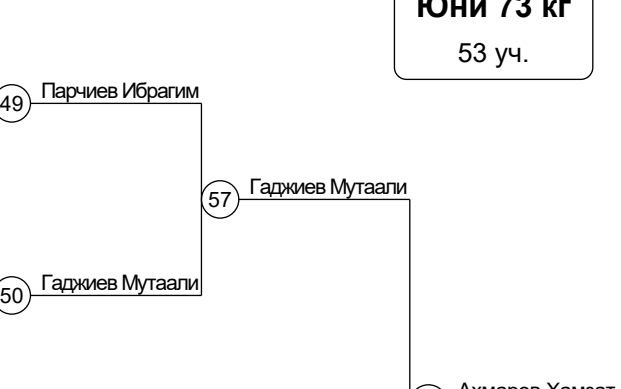 Юни 73 кг
53 уч.
49
Парчиев Ибрагим
57
Гаджиев Мутаали
50
Гаджиев Мутаали